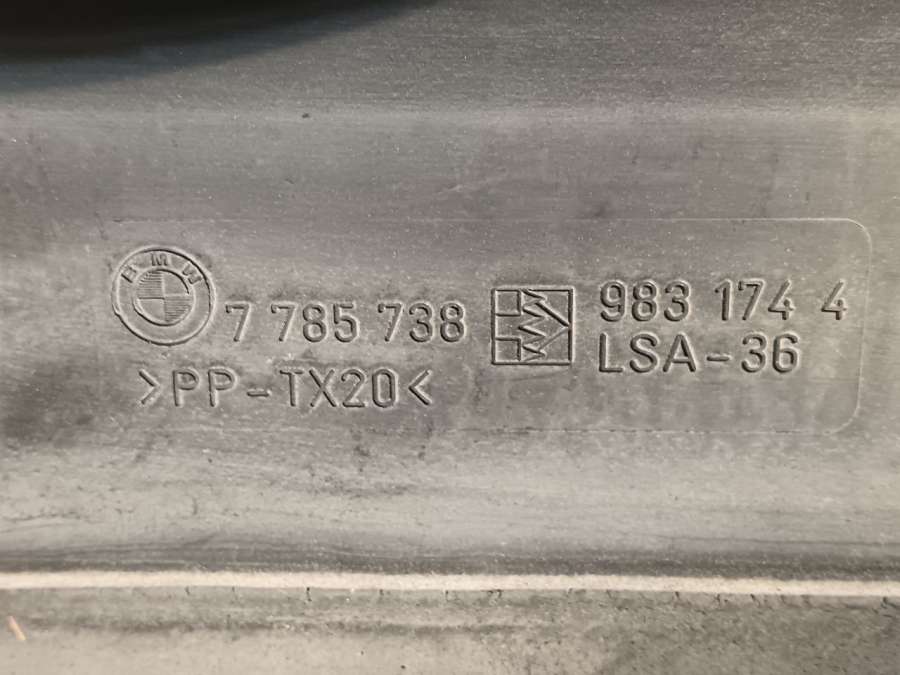 BMW
7 785 738
>PP-TX20<
983 174 4
LSA-36